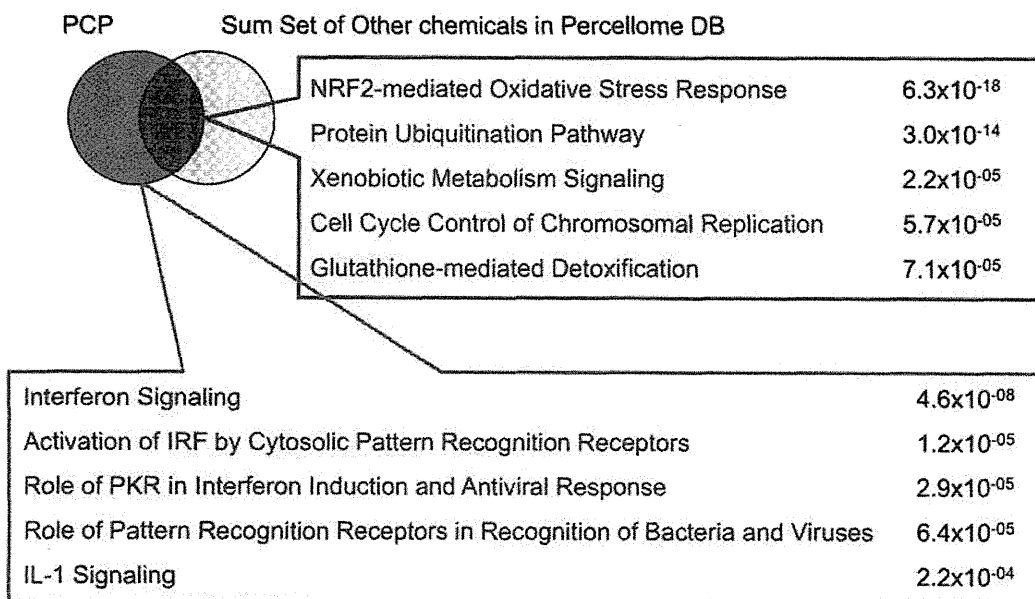 PCP Sum Set of Other chemicals in Percellome DB
NRF2-mediated Oxidative Stress Response 6.3x10⁻¹⁸
Protein Ubiquitination Pathway 3.0x10⁻¹⁴
Xenobiotic Metabolism Signaling 2.2x10⁻⁰⁵
Cell Cycle Control of Chromosomal Replication 5.7x10⁻⁰⁵
Glutathione-mediated Detoxification 7.1x10⁻⁰⁵
Interferon Signaling 4.6x10⁻⁰⁸
Activation of IRF by Cytosolic Pattern Recognition Receptors 1.2x10⁻⁰⁵
Role of PKR in Interferon Induction and Antiviral Response 2.9x10⁻⁰⁵
Role of Pattern Recognition Receptors in Recognition of Bacteria and Viruses 6.4x10⁻⁰⁵
IL-1 Signaling 2.2x10⁻⁰⁴